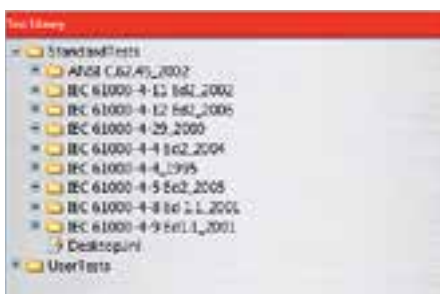 Test Library
StandardTests
ANSI C.62.45_2002
IEC 61000-4-11 Ed2_2002
IEC 61000-4-12 Ed2_2006
IEC 61000-4-29_2000
IEC 61000-4-4 Ed2_2004
IEC 61000-4-4_1995
IEC 61000-4-5 Ed2_2005
IEC 61000-4-8 Ed 1.1_2001
IEC 61000-4-9 Ed1.1_2001
Desktop.ini
UserTests